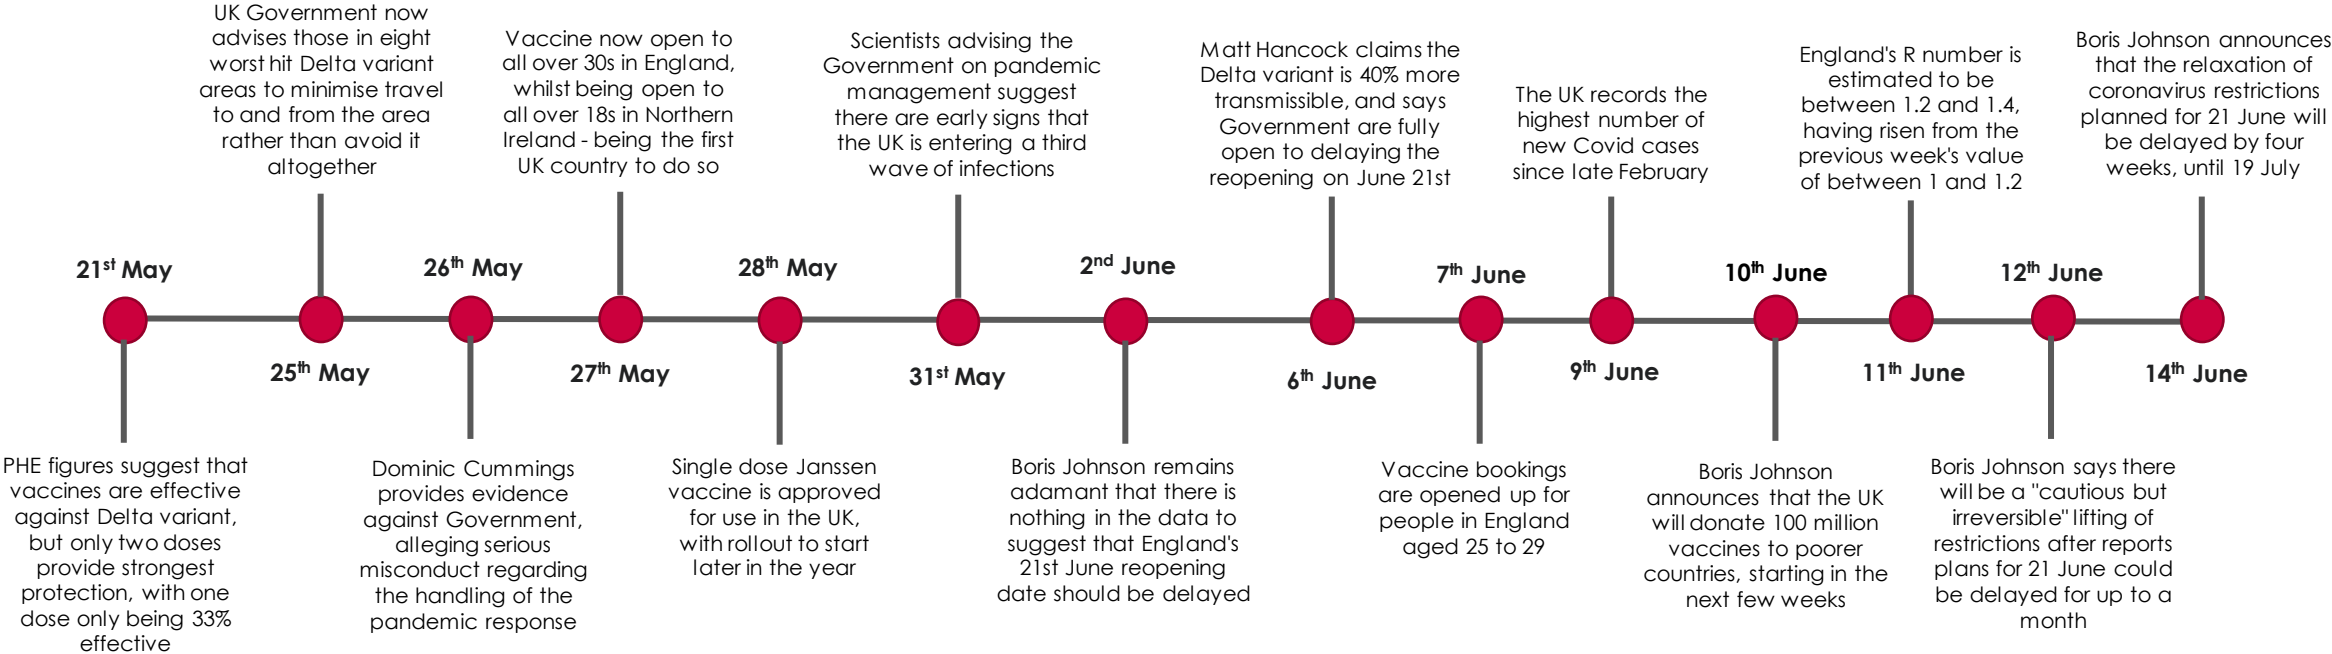 UK Government now
advises those in eight
worst hit Delta variant
areas to minimise travel
to and from the area
rather than avoid it
altogether
Vaccine now open to
all over 30s in England,
whilst being open to
all over 18s in Northern
Ireland - being the first
UK country to do so
Scientists advising the
Government on pandemic
management suggest
there are early signs that
the UK is entering a third
wave of infections
Matt Hancock claims the
Delta variant is 40% more
transmissible, and says
Government are fully
open to delaying the
reopening on June 21st
The UK records the
highest number of
new Covid cases
since late February
England's R number is
estimated to be
between 1.2 and 1.4,
having risen from the
previous week's value
of between 1 and 1.2
Boris Johnson announces
that the relaxation of
coronavirus restrictions
planned for 21 June will
be delayed by four
weeks, until 19 July
21st May
26th May
28th May
2nd June
7th June
10th June
12th June
25th May
27th May
31st May
6th June
9th June
11th June
14th June
PHE figures suggest that
vaccines are effective
against Delta variant,
but only two doses
provide strongest
protection, with one
dose only being 33%
effective
Dominic Cummings
provides evidence
against Government,
alleging serious
misconduct regarding
the handling of the
pandemic response
Single dose Janssen
vaccine is approved
for use in the UK,
with rollout to start
later in the year
Boris Johnson remains
adamant that there is
nothing in the data to
suggest that England's
21st June reopening
date should be delayed
Vaccine bookings
are opened up for
people in England
aged 25 to 29
Boris Johnson
announces that the UK
will donate 100 million
vaccines to poorer
countries, starting in the
next few weeks
Boris Johnson says there
will be a "cautious but
irreversible" lifting of
restrictions after reports
plans for 21 June could
be delayed for up to a
month